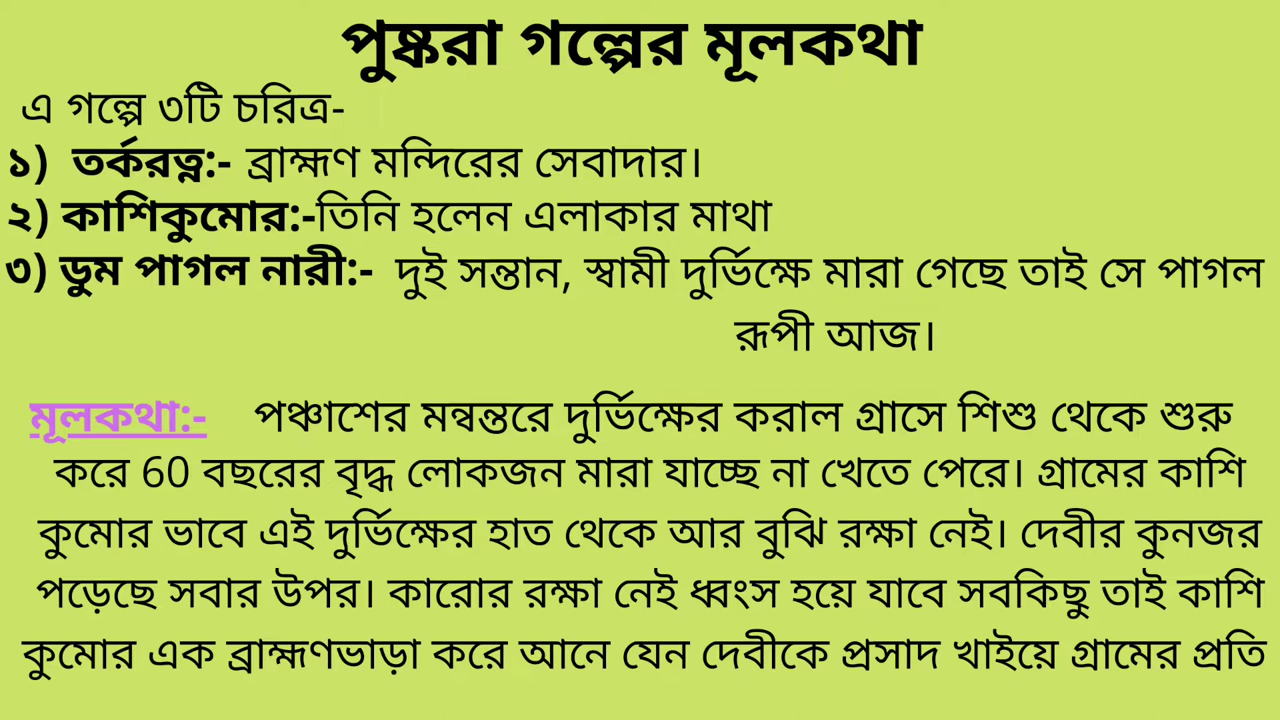 পুষ্করা গল্পের মূলকথা
এ গল্পে ৩টি চরিত্র-
১) তর্করত্ন:- ব্রাহ্মণ মন্দিরের সেবাদার।
২) কাশিকুমোর:-তিনি হলেন এলাকার মাথা
৩) ডুম পাগল নারী:- দুই সন্তান, স্বামী দুর্ভিক্ষে মারা গেছে তাই সে পাগল
রূপী আজ।
মূলকথা:- পঞ্চাশের মন্বন্তরে দুর্ভিক্ষের করাল গ্রাসে শিশু থেকে শুরু
করে 60 বছরের বৃদ্ধ লোকজন মারা যাচ্ছে না খেতে পেরে। গ্রামের কাশি
কুমোর ভাবে এই দুর্ভিক্ষের হাত থেকে আর বুঝি রক্ষা নেই। দেবীর কুনজর
পড়েছে সবার উপর। কারোর রক্ষা নেই ধ্বংস হয়ে যাবে সবকিছু তাই কাশি
কুমোর এক ব্রাহ্মণভাড়া করে আনে যেন দেবীকে প্রসাদ খাইয়ে গ্রামের প্রতি